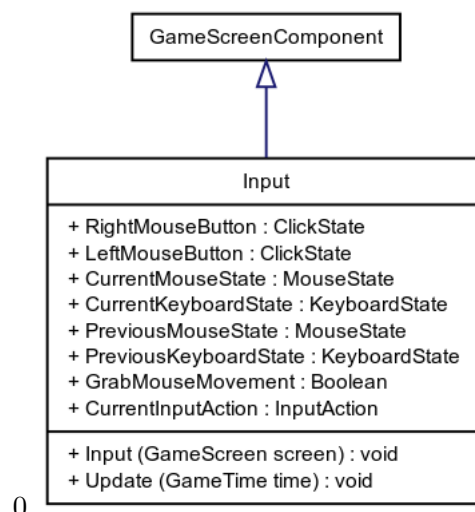 GameScreenComponent
Input
+ RightMouseButton : ClickState
+ LeftMouseButton : ClickState
+ CurrentMouseState : MouseState
+ CurrentKeyboardState : KeyboardState
+ PreviousMouseState : MouseState
+ PreviousKeyboardState : KeyboardState
+ GrabMouseMovement : Boolean
+ CurrentInputAction : InputAction
+ Input (GameScreen screen) : void
+ Update (GameTime time) : void
0